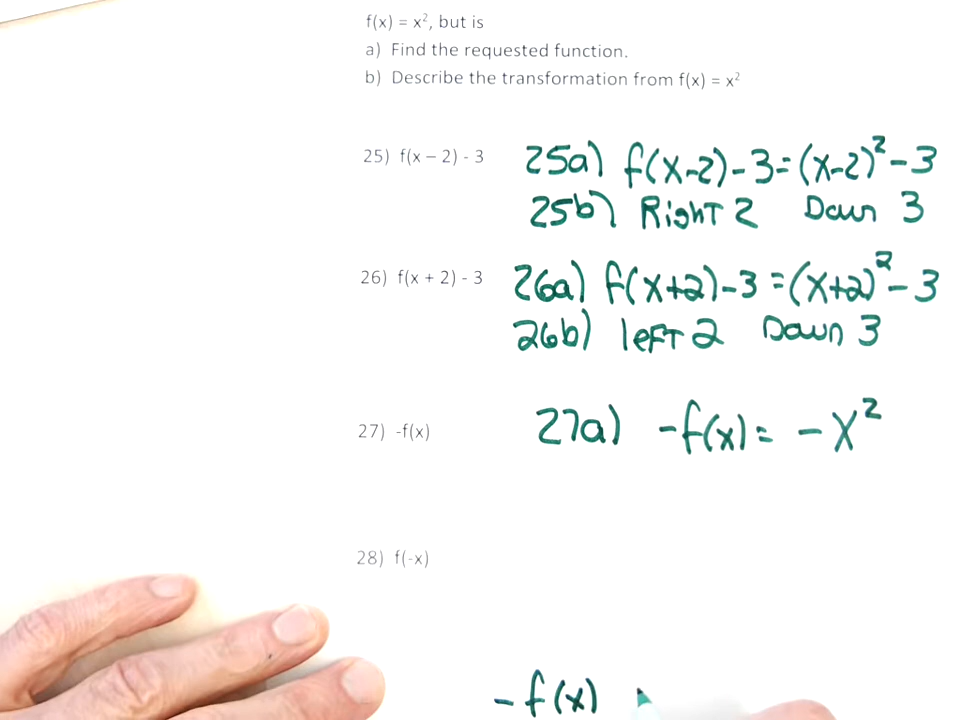 f(x) = x², but is
a) Find the requested function.
b) Describe the transformation from f(x) = x²
25) f(x – 2) - 3 25a) f(x-2)-3=(x-2)²-3
25b) Right 2 Down 3
26) f(x + 2) - 3 26a) f(x+2)-3=(x+2)²-3
26b) left 2 Down 3
27) -f(x) 27a) -f(x)= -x²
28) f(-x)
-f(x)